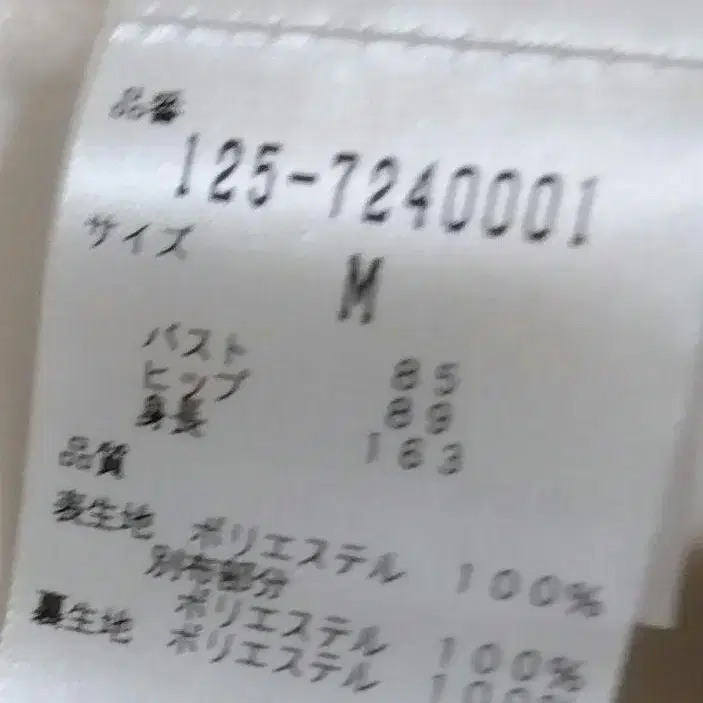 品番
125-7240001
サイズ
M
バスト 85
ヒップ 89
身長 163
品質
表生地 ポリエステル 100%
別布部分
ポリエステル 100%
裏生地 ポリエステル 100%